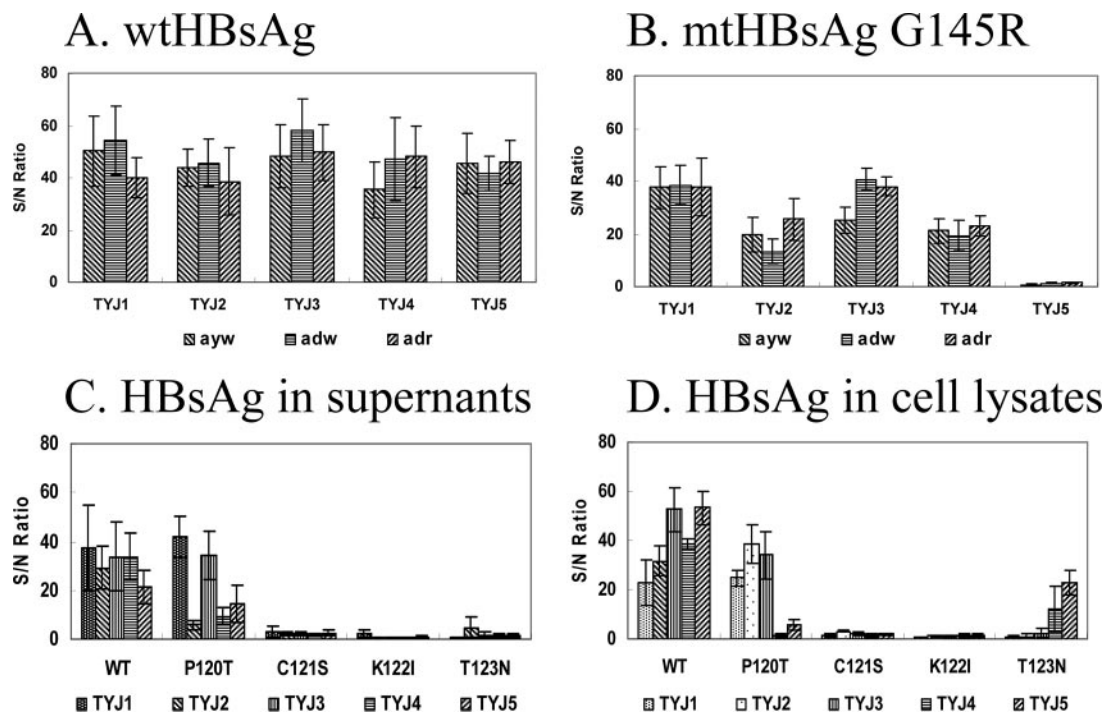 A. wtHBsAg
80
60
40
20
0
S/N Ratio
TYJ1 TYJ2 TYJ3 TYJ4 TYJ5
ayw adw adr
B. mtHBsAg G145R
80
60
40
20
0
S/N Ratio
TYJ1 TYJ2 TYJ3 TYJ4 TYJ5
ayw adw adr
C. HBsAg in supernants
80
60
40
20
0
S/N Ratio
WT P120T C121S K122I T123N
TYJ1 TYJ2 TYJ3 TYJ4 TYJ5
D. HBsAg in cell lysates
80
60
40
20
0
S/N Ratio
WT P120T C121S K122I T123N
TYJ1 TYJ2 TYJ3 TYJ4 TYJ5